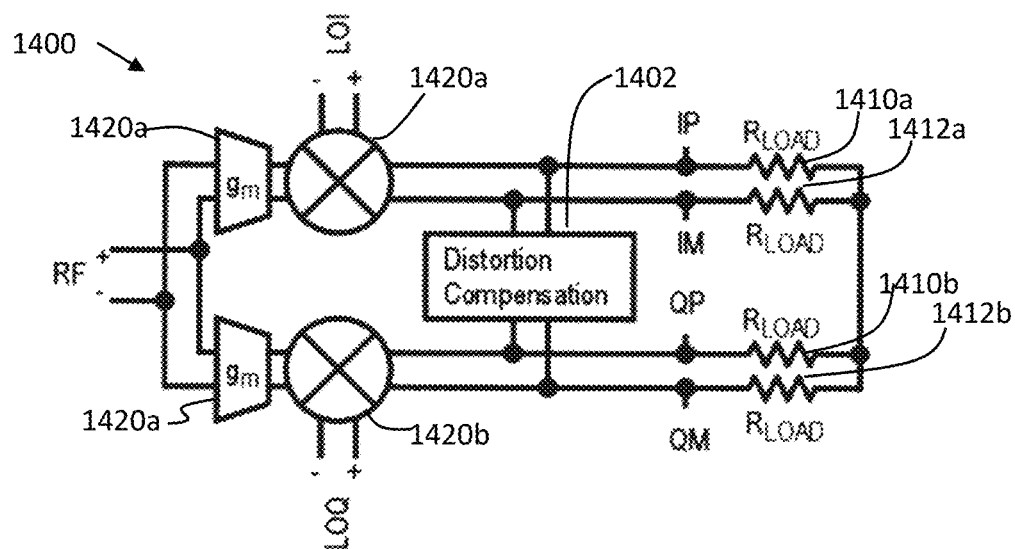 1400
LOI
- +
1420a
1402
1420a
IP
RLOAD
1410a
1412a
gm
RF
+
-
IM
RLOAD
Distortion
Compensation
QP
RLOAD
1410b
1412b
gm
1420a
1420b
QM
RLOAD
- +
LOQ